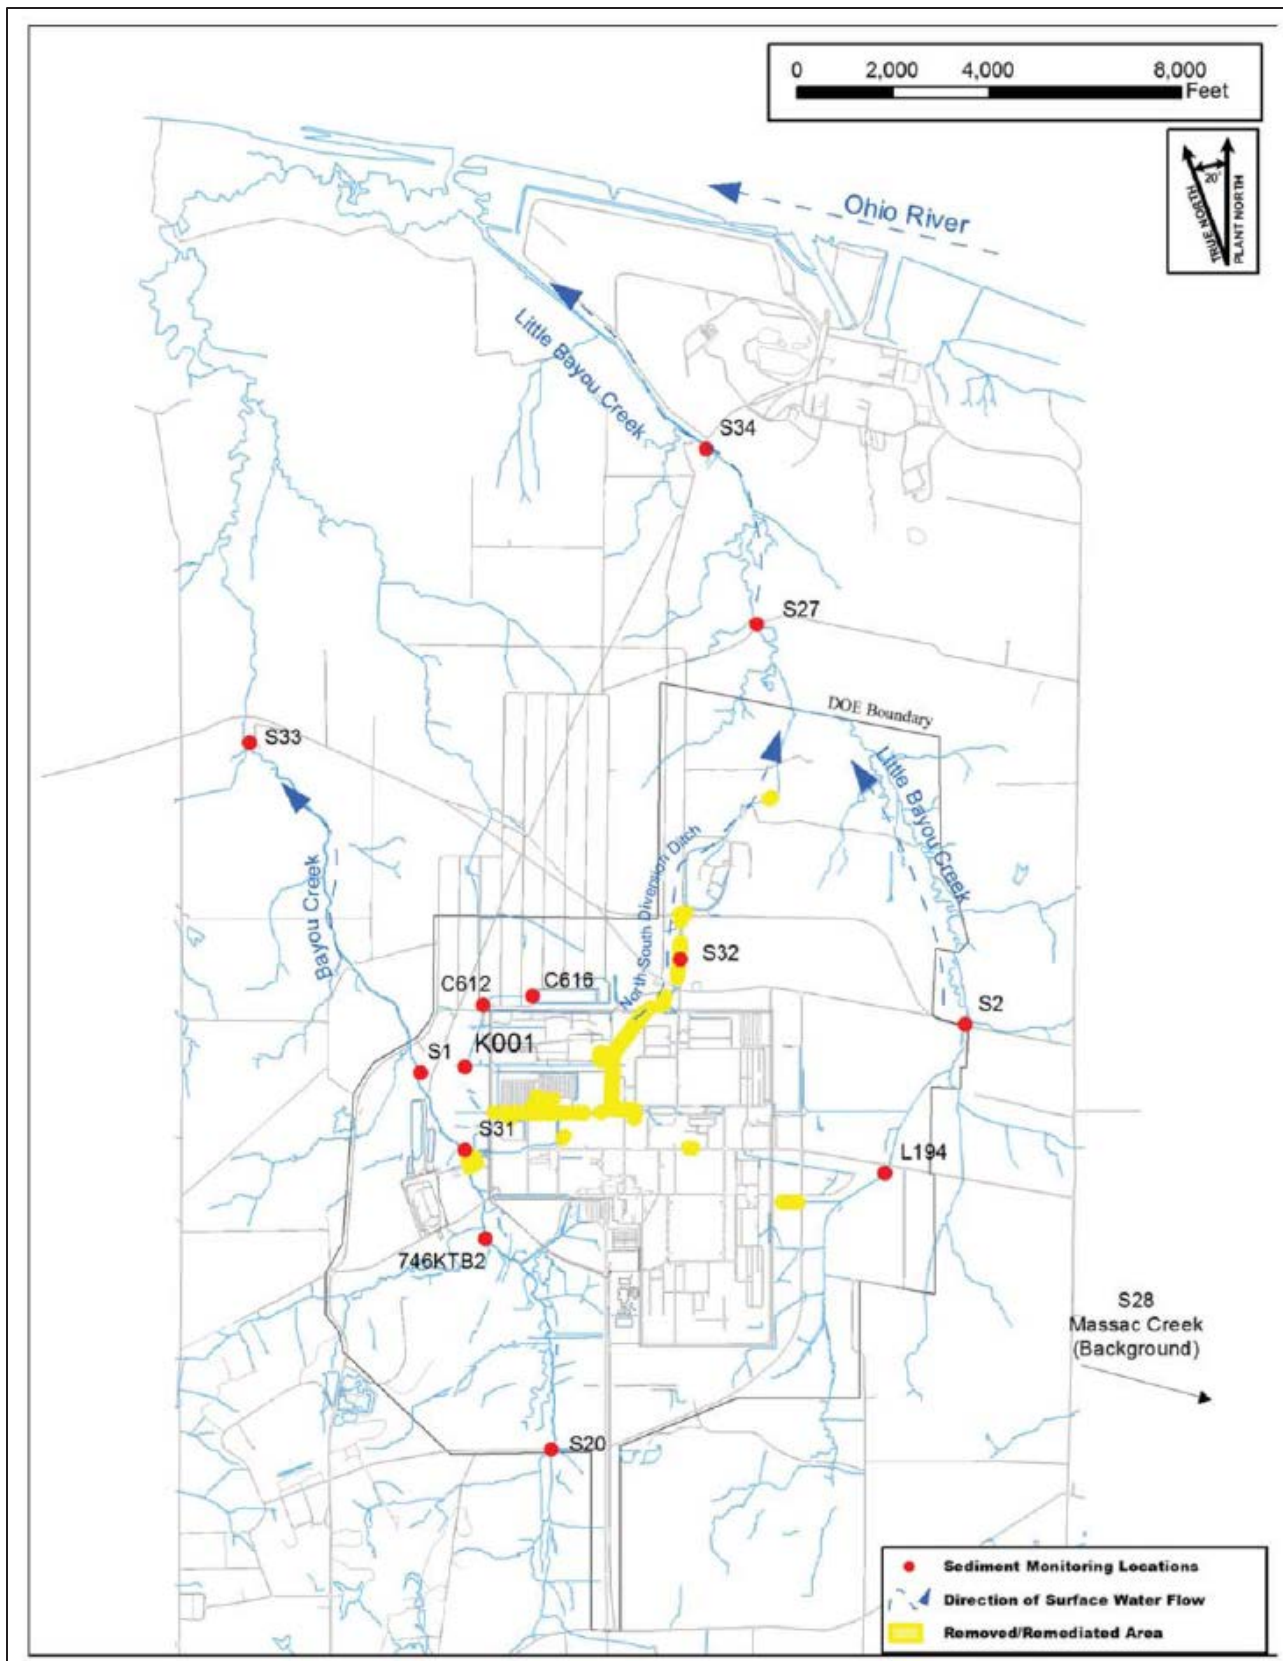 0 2,000 4,000 8,000
Feet
20°
TRUE NORTH
PLANT NORTH
Ohio River
Little Bayou Creek
S34
S27
DOE Boundary
S33
Little Bayou Creek
North South Diversion Ditch
Bayou Creek
S32
C612
C616
S2
S1
K001
S31
L194
746KTB2
S28
Massac Creek
(Background)
S20
Sediment Monitoring Locations
Direction of Surface Water Flow
Removed/Remediated Area